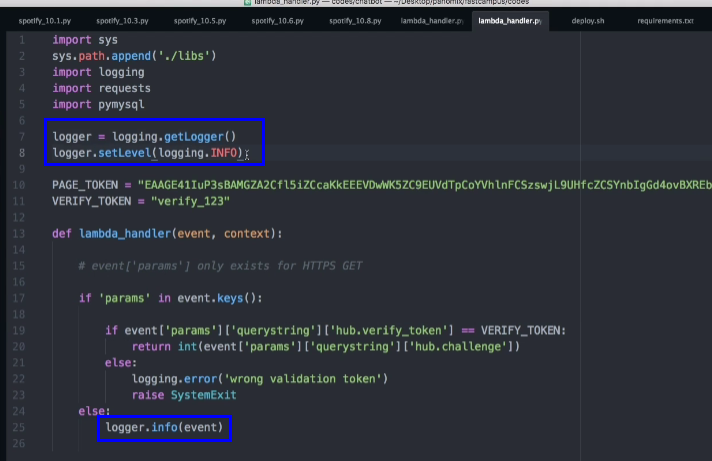 lambda_handler.py — codes/chatbot — ~/Desktop/panomix/fastcampus/codes
spotify_10.1.py spotify_10.3.py spotify_10.5.py spotify_10.6.py spotify_10.8.py lambda_handler.py lambda_handler.py deploy.sh requirements.txt
1 import sys
2 sys.path.append('./libs')
3 import logging
4 import requests
5 import pymysql
6
7 logger = logging.getLogger()
8 logger.setLevel(logging.INFO)
9
10 PAGE_TOKEN =
11 VERIFY_TOKEN = "verify_123"
12
13 def lambda_handler(event, context):
14
15 # event['params'] only exists for HTTPS GET
16
17 if 'params' in event.keys():
18
19 if event['params']['querystring']['hub.verify_token'] == VERIFY_TOKEN:
20 return int(event['params']['querystring']['hub.challenge'])
21 else:
22 logging.error('wrong validation token')
23 raise SystemExit
24 else:
25 logger.info(event)
26